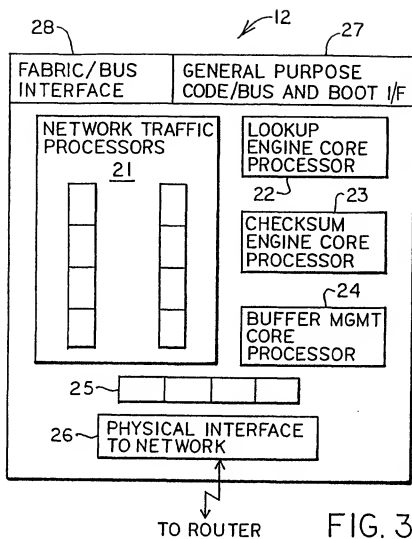 12
28
27
FABRIC/BUS
INTERFACE
GENERAL PURPOSE
CODE/BUS AND BOOT I/F
NETWORK TRAFFIC
PROCESSORS
21
LOOKUP
ENGINE CORE
PROCESSOR
22
23
CHECKSUM
ENGINE CORE
PROCESSOR
24
BUFFER MGMT
CORE
PROCESSOR
25
26
PHYSICAL INTERFACE
TO NETWORK
TO ROUTER
FIG. 3